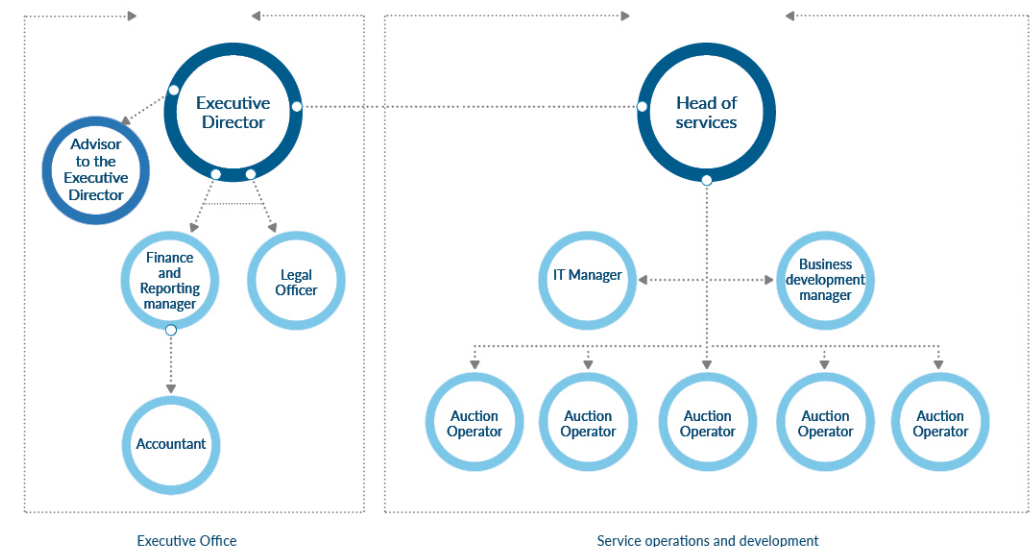 Executive
Director
Head of
services
Advisor
to the
Executive
Director
Finance
and
Reporting
manager
Legal
Officer
IT Manager
Business
development
manager
Auction
Operator
Auction
Operator
Auction
Operator
Auction
Operator
Auction
Operator
Accountant
Executive Office
Service operations and development